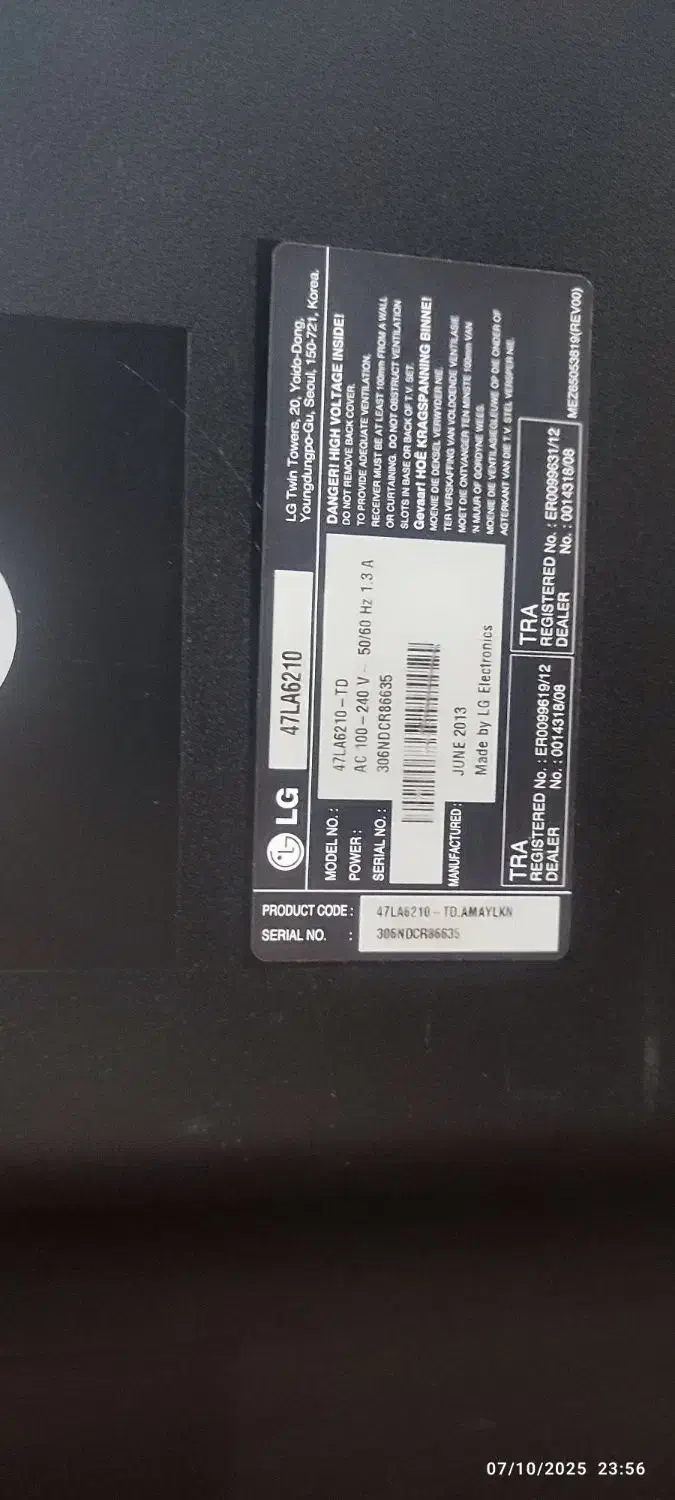 LG
47LA6210
LG Twin Towers, 20, Yoido-Dong,
Youngdungpo-Gu, Seoul, 150-721, Korea.
MODEL NO. : 47LA6210-TD
POWER : AC 100-240 V ~ 50/60 Hz 1.3 A
SERIAL NO. : 306NDCR86635
MANUFACTURED : JUNE 2013
Made by LG Electronics
DANGER! HIGH VOLTAGE INSIDE!
DO NOT REMOVE BACK COVER.
TO PROVIDE ADEQUATE VENTILATION,
RECEIVER MUST BE AT LEAST 100mm FROM A WALL
OR CURTAINING. DO NOT OBSTRUCT VENTILATION
SLOTS IN BASE OR BACK OF T.V. SET.
Gevaar! HOË KRAGSPANNING BINNE!
MOENIE DIE DEKSEL VERWYDER NIE.
TER VERSKAFFING VAN VOLDOENDE VENTILASIE
MOET DIE ONTVANGER TEN MINSTE 100mm VAN
'N MUUR OF GORDYNE WEES.
MOENIE DIE VENTILASIEGLEUWE OP DIE ONDER OF
AGTERKANT VAN DIE T.V. STEL VERSPER NIE.
TRA
REGISTERED No. : ER0099619/12
DEALER No. : 0014318/08
TRA
REGISTERED No. : ER0099631/12
DEALER No. : 0014318/08
MEZ65053819(REV00)
PRODUCT CODE : 47LA6210-TD.AMAYLKN
SERIAL NO. : 306NDCR86635
07/10/2025 23:56